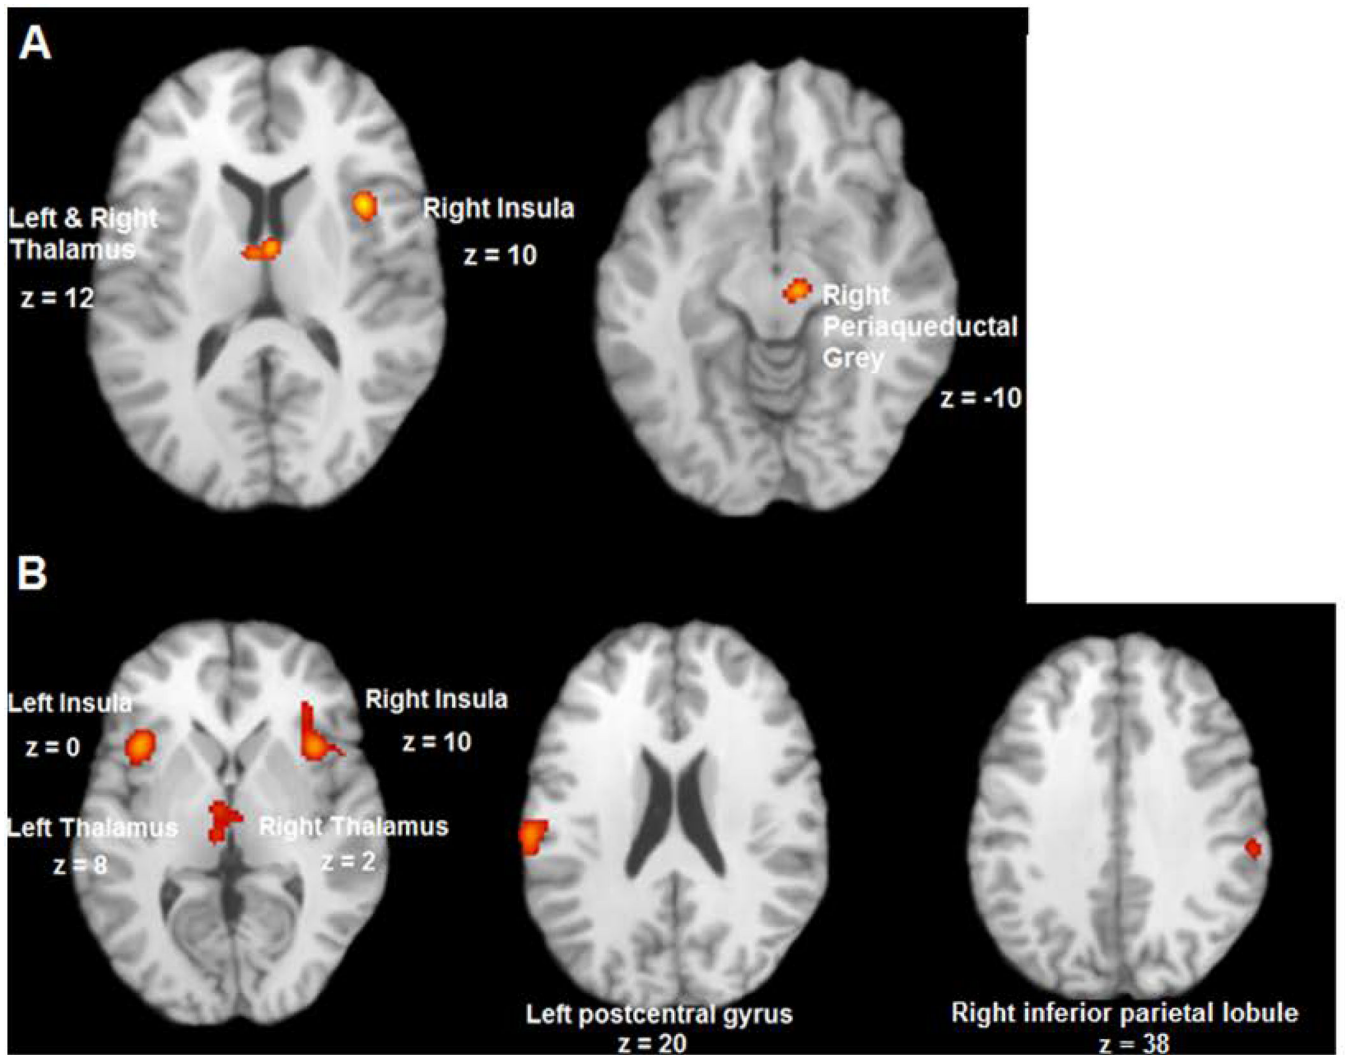 A
Left & Right
Thalamus
z = 12
Right Insula
z = 10
Right
Periaqueductal
Grey
z = -10
B
Left Insula
z = 0
Right Insula
z = 10
Left Thalamus
z = 8
Right Thalamus
z = 2
Left postcentral gyrus
z = 20
Right inferior parietal lobule
z = 38